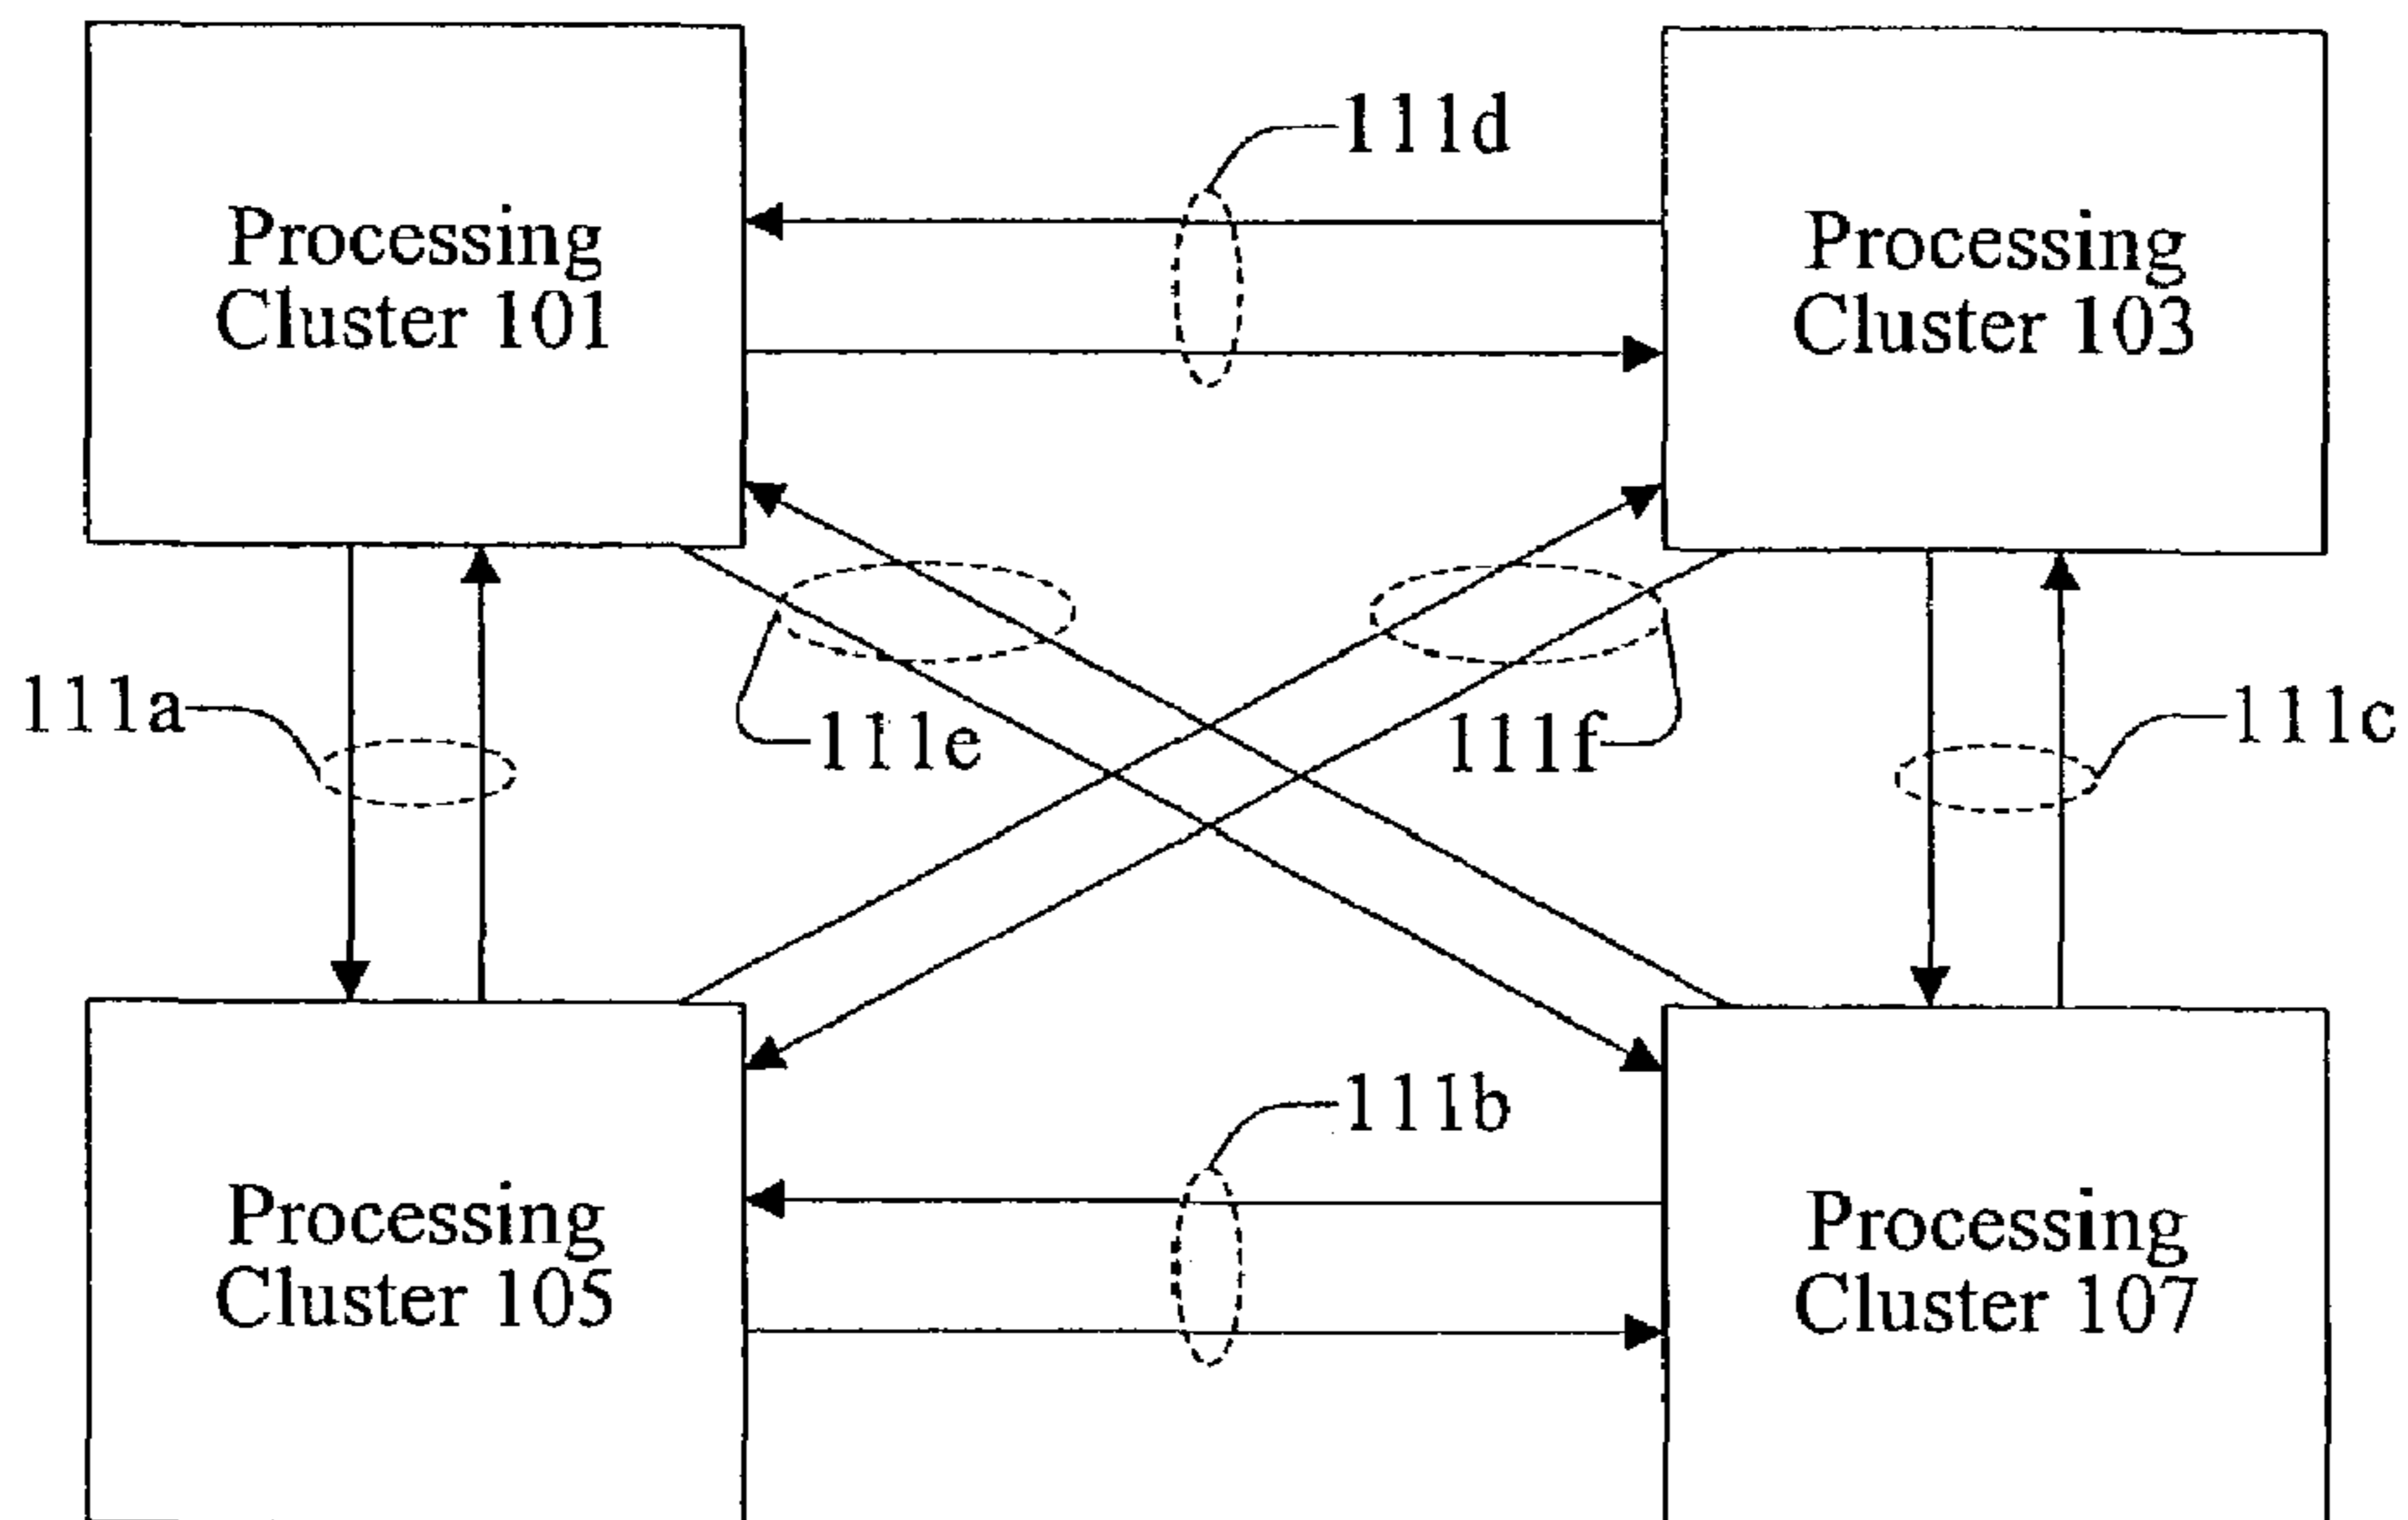 111d
Processing
Cluster 101
Processing
Cluster 103
111a
111e
111f
111c
111b
Processing
Cluster 105
Processing
Cluster 107